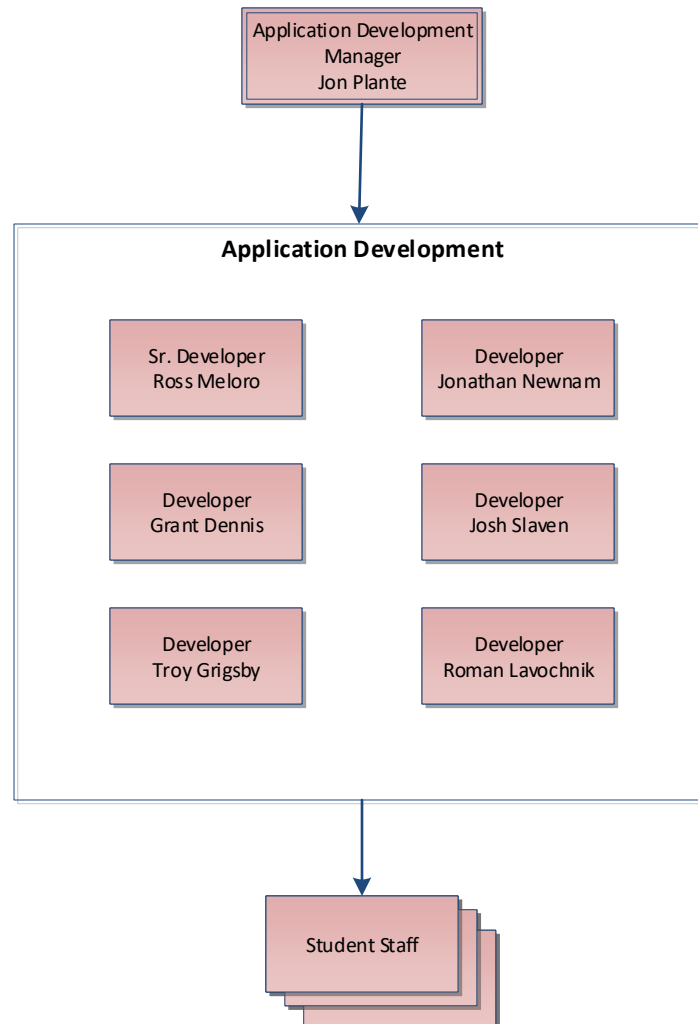 Application Development
Manager
Jon Plante
Application Development
Sr. Developer
Ross Meloro
Developer
Jonathan Newnam
Developer
Grant Dennis
Developer
Josh Slaven
Developer
Troy Grigsby
Developer
Roman Lavochnik
Student Staff